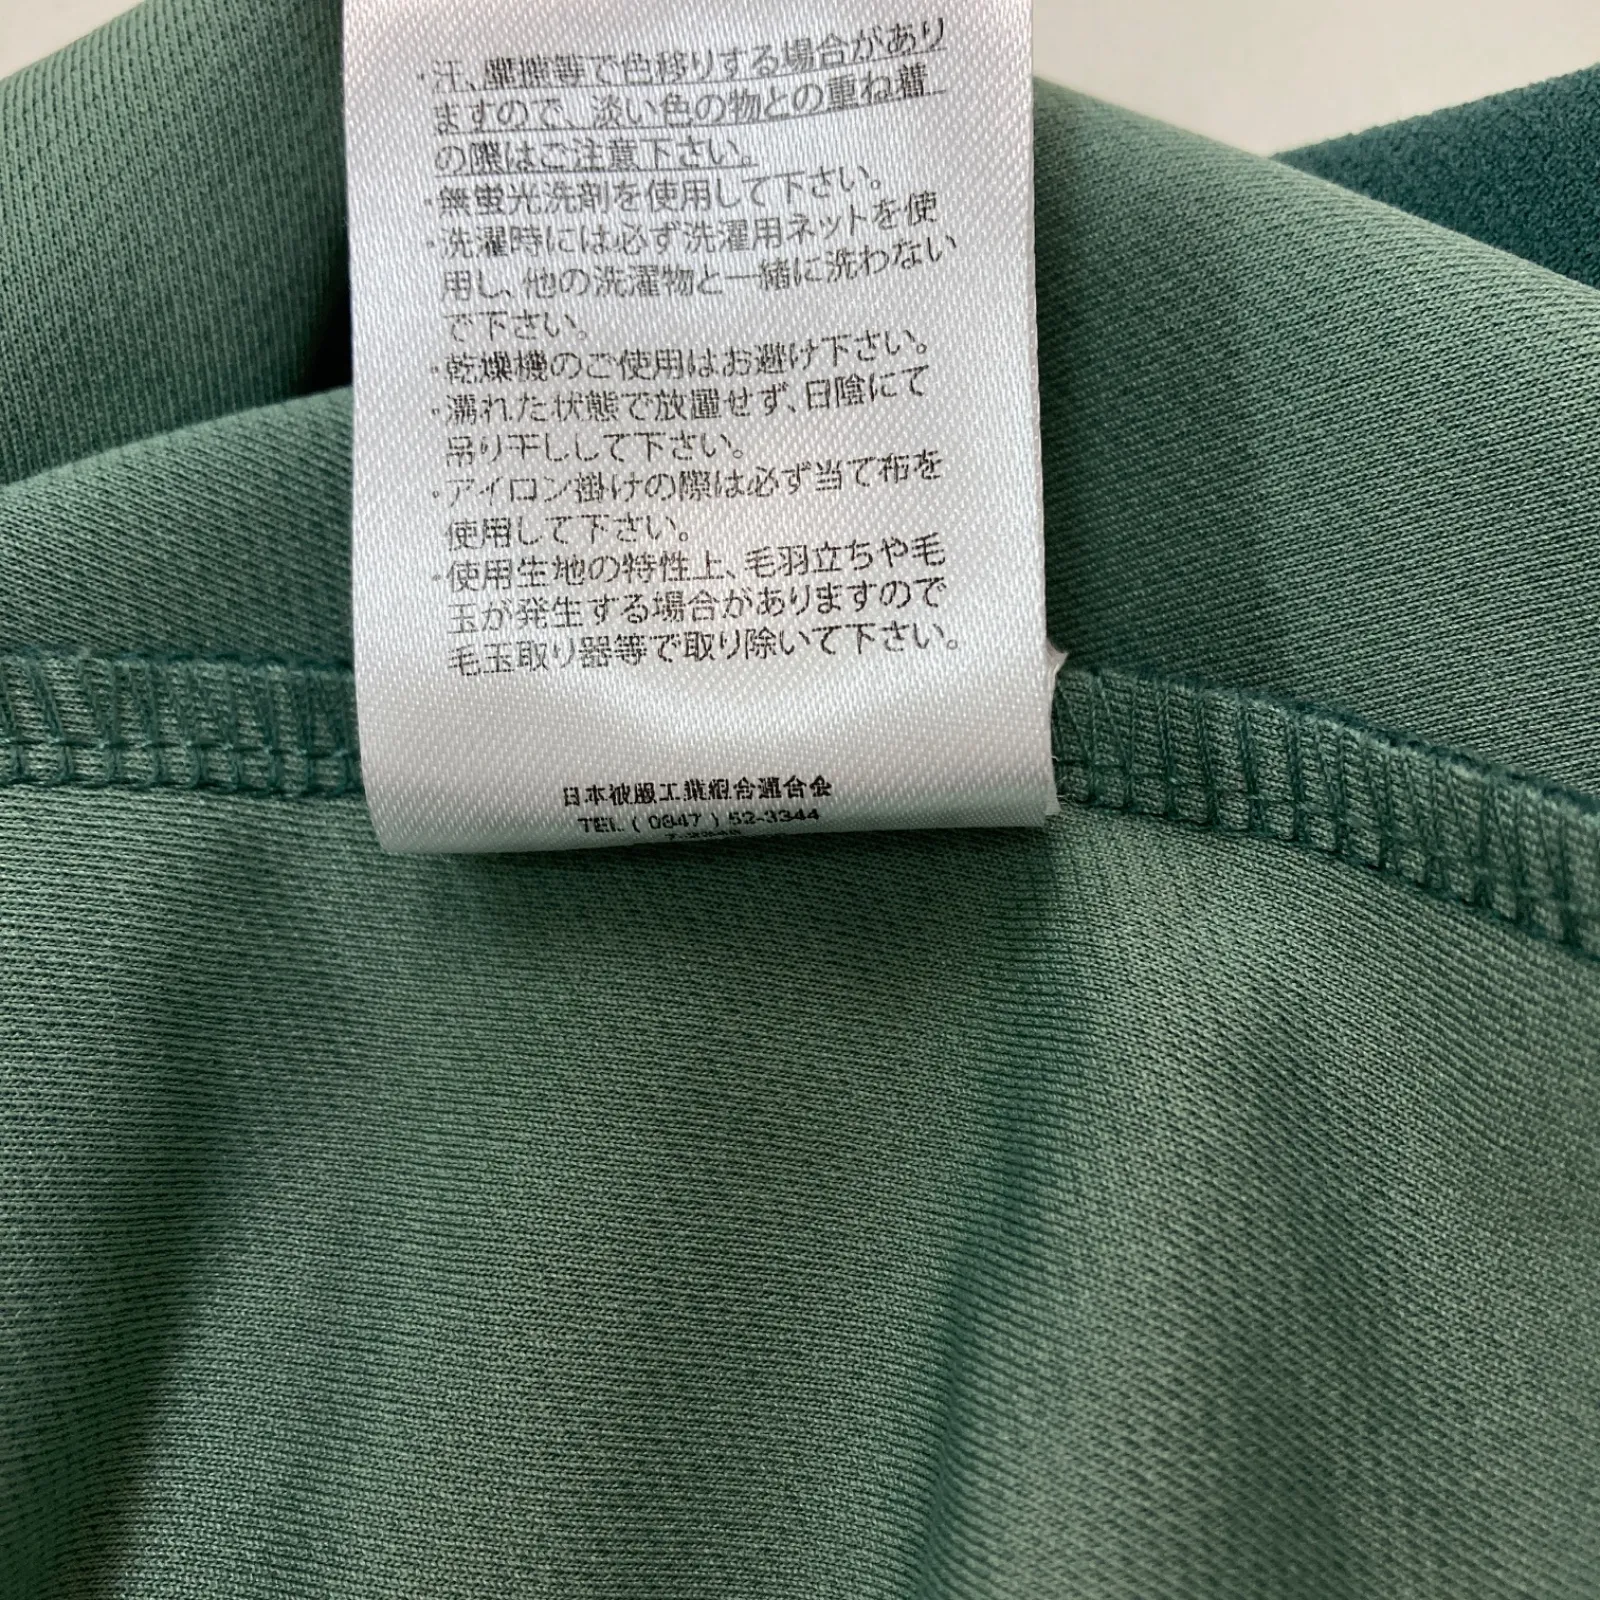 ・汗、摩擦等で色移りする場合があり
ますので、淡い色の物との重ね着
の際はご注意下さい。
・無蛍光洗剤を使用して下さい。
・洗濯時には必ず洗濯用ネットを使
用し、他の洗濯物と一緒に洗わない
で下さい。
・乾燥機のご使用はお避け下さい。
・濡れた状態で放置せず、日陰にて
吊り干しして下さい。
・アイロン掛けの際は必ず当て布を
使用して下さい。
・使用生地の特性上、毛羽立ちや毛
玉が発生する場合がありますので
毛玉取り器等で取り除いて下さい。
日本被服工業組合連合会
TEL.(0847)52-3344